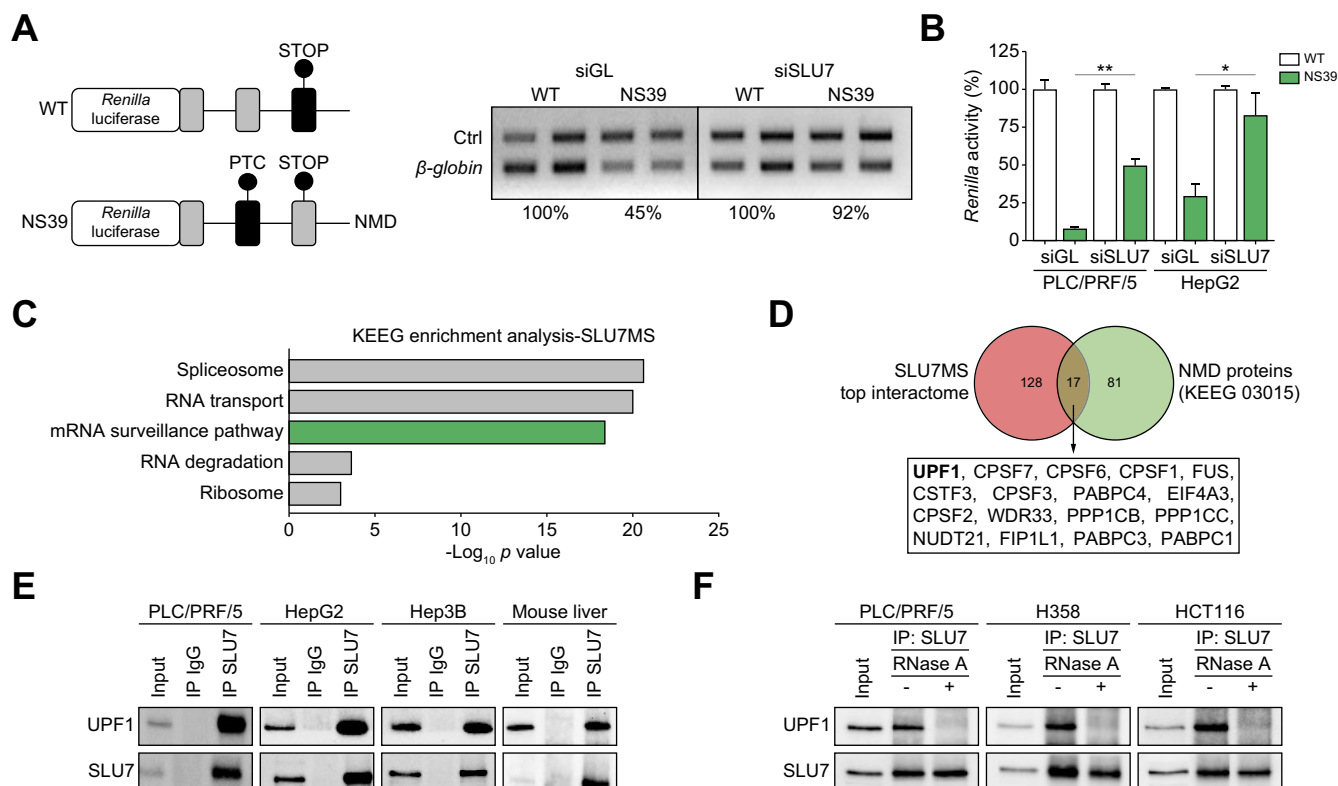 A
STOP
WT
Renilla
luciferase
PTC
STOP
NS39
Renilla
luciferase
NMD
siGL
siSLU7
WT
NS39
WT
NS39
Ctrl
β-globin
100%
45%
100%
92%
B
Renilla activity (%)
125
100
75
50
25
0
**
*
WT
NS39
siGL
siSLU7
siGL
siSLU7
PLC/PRF/5
HepG2
C
KEEG enrichment analysis-SLU7MS
Spliceosome
RNA transport
mRNA surveillance pathway
RNA degradation
Ribosome
0
5
10
15
20
25
-Log10 p value
D
SLU7MS
top interactome
128
17
81
NMD proteins
(KEEG 03015)
UPF1, CPSF7, CPSF6, CPSF1, FUS,
CSTF3, CPSF3, PABPC4, EIF4A3,
CPSF2, WDR33, PPP1CB, PPP1CC,
NUDT21, FIP1L1, PABPC3, PABPC1
E
PLC/PRF/5
HepG2
Hep3B
Mouse liver
Input
IP IgG
IP SLU7
Input
IP IgG
IP SLU7
Input
IP IgG
IP SLU7
Input
IP IgG
IP SLU7
UPF1
SLU7
F
PLC/PRF/5
H358
HCT116
Input
IP: SLU7
RNase A
- +
Input
IP: SLU7
RNase A
- +
Input
IP: SLU7
RNase A
- +
UPF1
SLU7